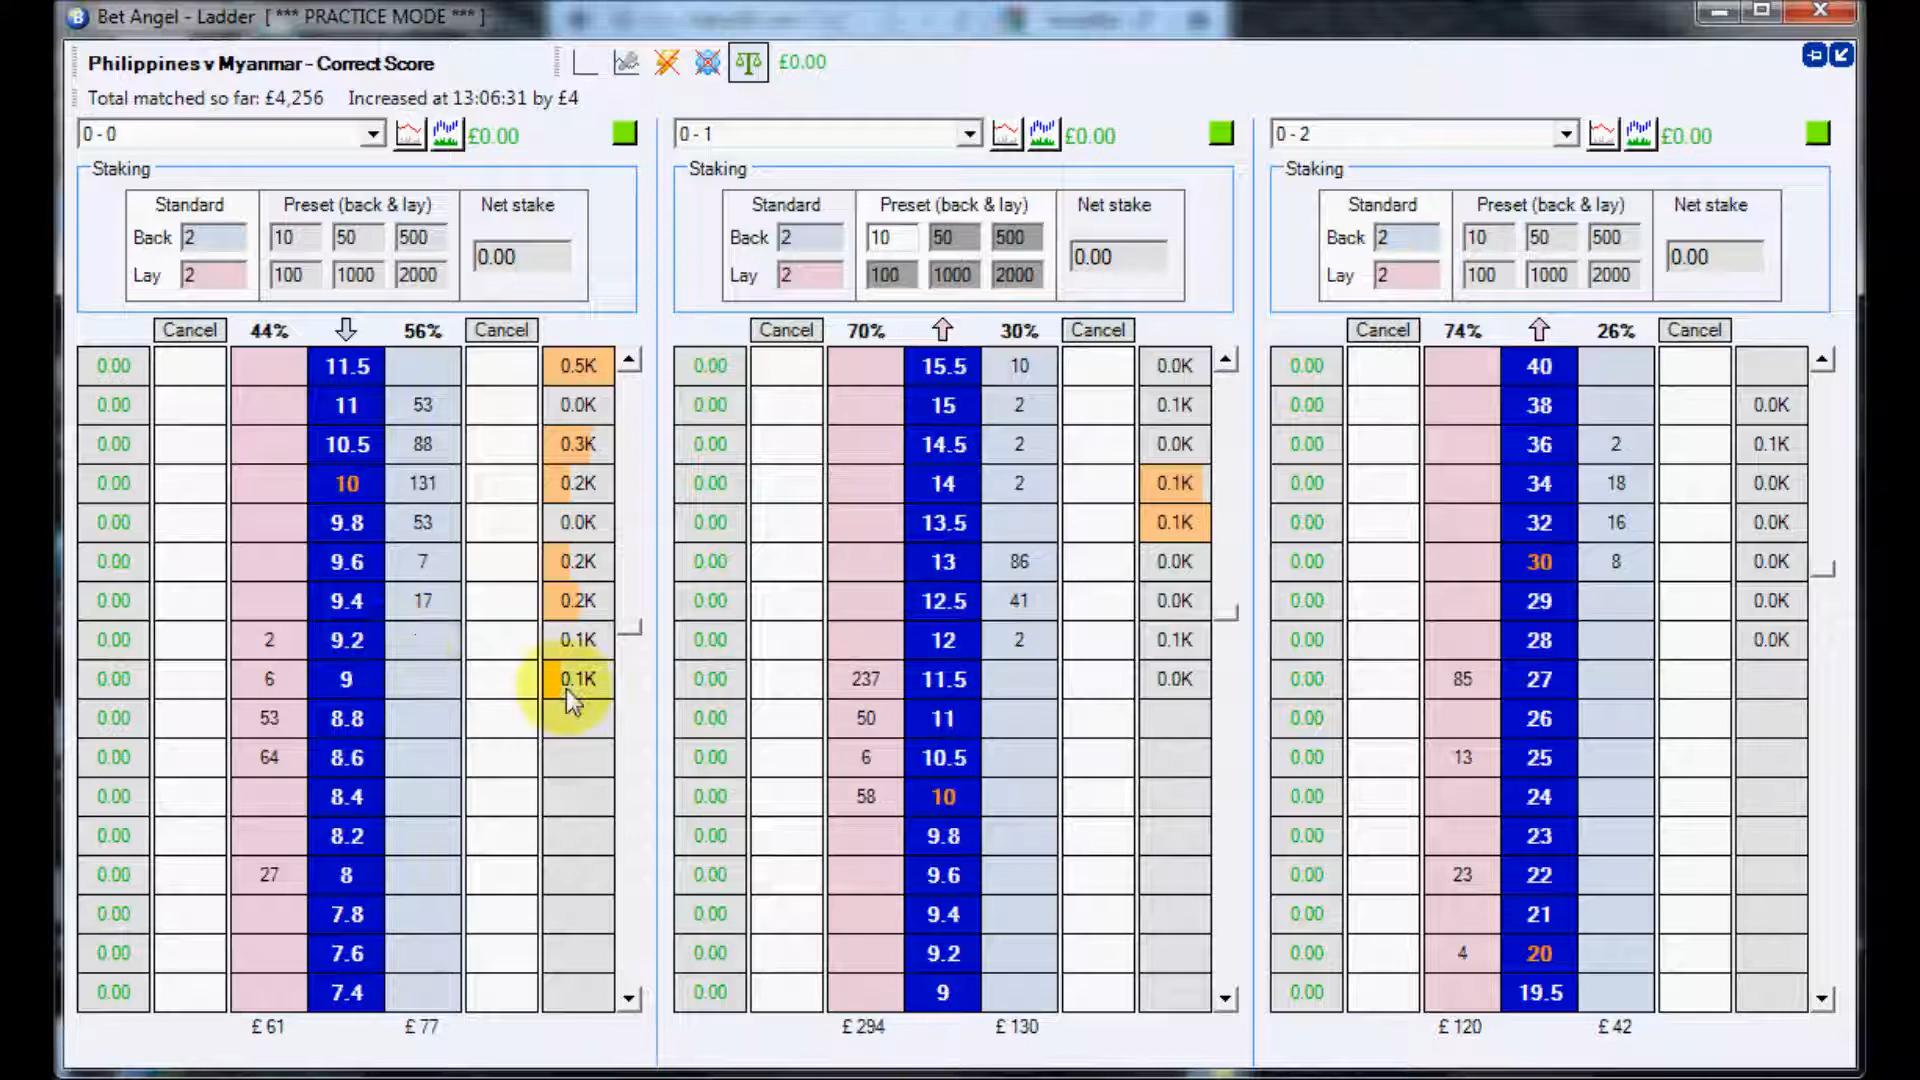 Bet Angel - Ladder [ *** PRACTICE MODE *** ]
Philippines v Myanmar - Correct Score £0.00
Total matched so far: £4,256 Increased at 13:06:31 by £4
0 - 0 £0.00 0 - 1 £0.00 0 - 2 £0.00
Staking Staking Staking
Standard Preset (back & lay) Net stake Standard Preset (back & lay) Net stake Standard Preset (back & lay) Net stake
Back 2 10 50 500 Back 2 10 50 500 Back 2 10 50 500
0.00 0.00 0.00
Lay 2 100 1000 2000 Lay 2 100 1000 2000 Lay 2 100 1000 2000
Cancel 44% 56% Cancel Cancel 70% 30% Cancel Cancel 74% 26% Cancel
0.00 11.5 0.5K 0.00 15.5 10 0.0K 0.00 40
0.00 11 53 0.0K 0.00 15 2 0.1K 0.00 38 0.0K
0.00 10.5 88 0.3K 0.00 14.5 2 0.0K 0.00 36 2 0.1K
0.00 10 131 0.2K 0.00 14 2 0.1K 0.00 34 18 0.0K
0.00 9.8 53 0.0K 0.00 13.5 0.1K 0.00 32 16 0.0K
0.00 9.6 7 0.2K 0.00 13 86 0.0K 0.00 30 8 0.0K
0.00 9.4 17 0.2K 0.00 12.5 41 0.0K 0.00 29 0.0K
0.00 2 9.2 0.1K 0.00 12 2 0.1K 0.00 28 0.0K
0.00 6 9 0.1K 0.00 237 11.5 0.0K 0.00 85 27
0.00 53 8.8 0.00 50 11 0.00 26
0.00 64 8.6 0.00 6 10.5 0.00 13 25
0.00 8.4 0.00 58 10 0.00 24
0.00 8.2 0.00 9.8 0.00 23
0.00 27 8 0.00 9.6 0.00 23 22
0.00 7.8 0.00 9.4 0.00 21
0.00 7.6 0.00 9.2 0.00 4 20
0.00 7.4 0.00 9 0.00 19.5
£ 61 £ 77 £ 294 £ 130 £ 120 £ 42